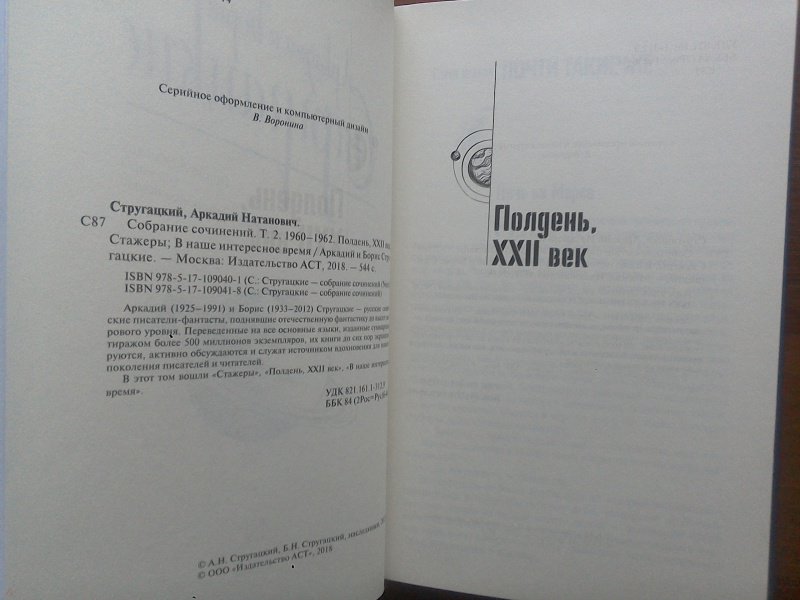 Серийное оформление и компьютерный дизайн
В. Воронина
Стругацкий, Аркадий Натанович.
С87
Собрание сочинений. Т. 2. 1960–1962. Полдень, XXII
Стажеры; В наше интересное время / Аркадий и Борис Стру
гацкие. — Москва: Издательство АСТ, 2018. — 544 с.
ISBN 978-5-17-109040-1 (С.: Стругацкие — собрание сочинений
ISBN 978-5-17-109041-8 (С.: Стругацкие — собрание сочинений)
Аркадий (1925–1991) и Борис (1933–2012) Стругацкие — русские
ские писатели-фантасты, поднявшие отечественную фантастику до
рового уровня. Переведенные на все основные языки, изданные
тиражом более 500 миллионов экземпляров, их книги до сих пор
руются, активно обсуждаются и служат источником вдохновения для
поколения писателей и читателей.
В этот том вошли «Стажеры», «Полдень, XXII век», «В наше
время».
УДК 821.161.1-312.9
ББК 84 (2Рос=Рус)6
© А.Н. Стругацкий, Б.Н. Стругацкий, наследники,
© ООО «Издательство АСТ», 2018
Полдень,
XXII век